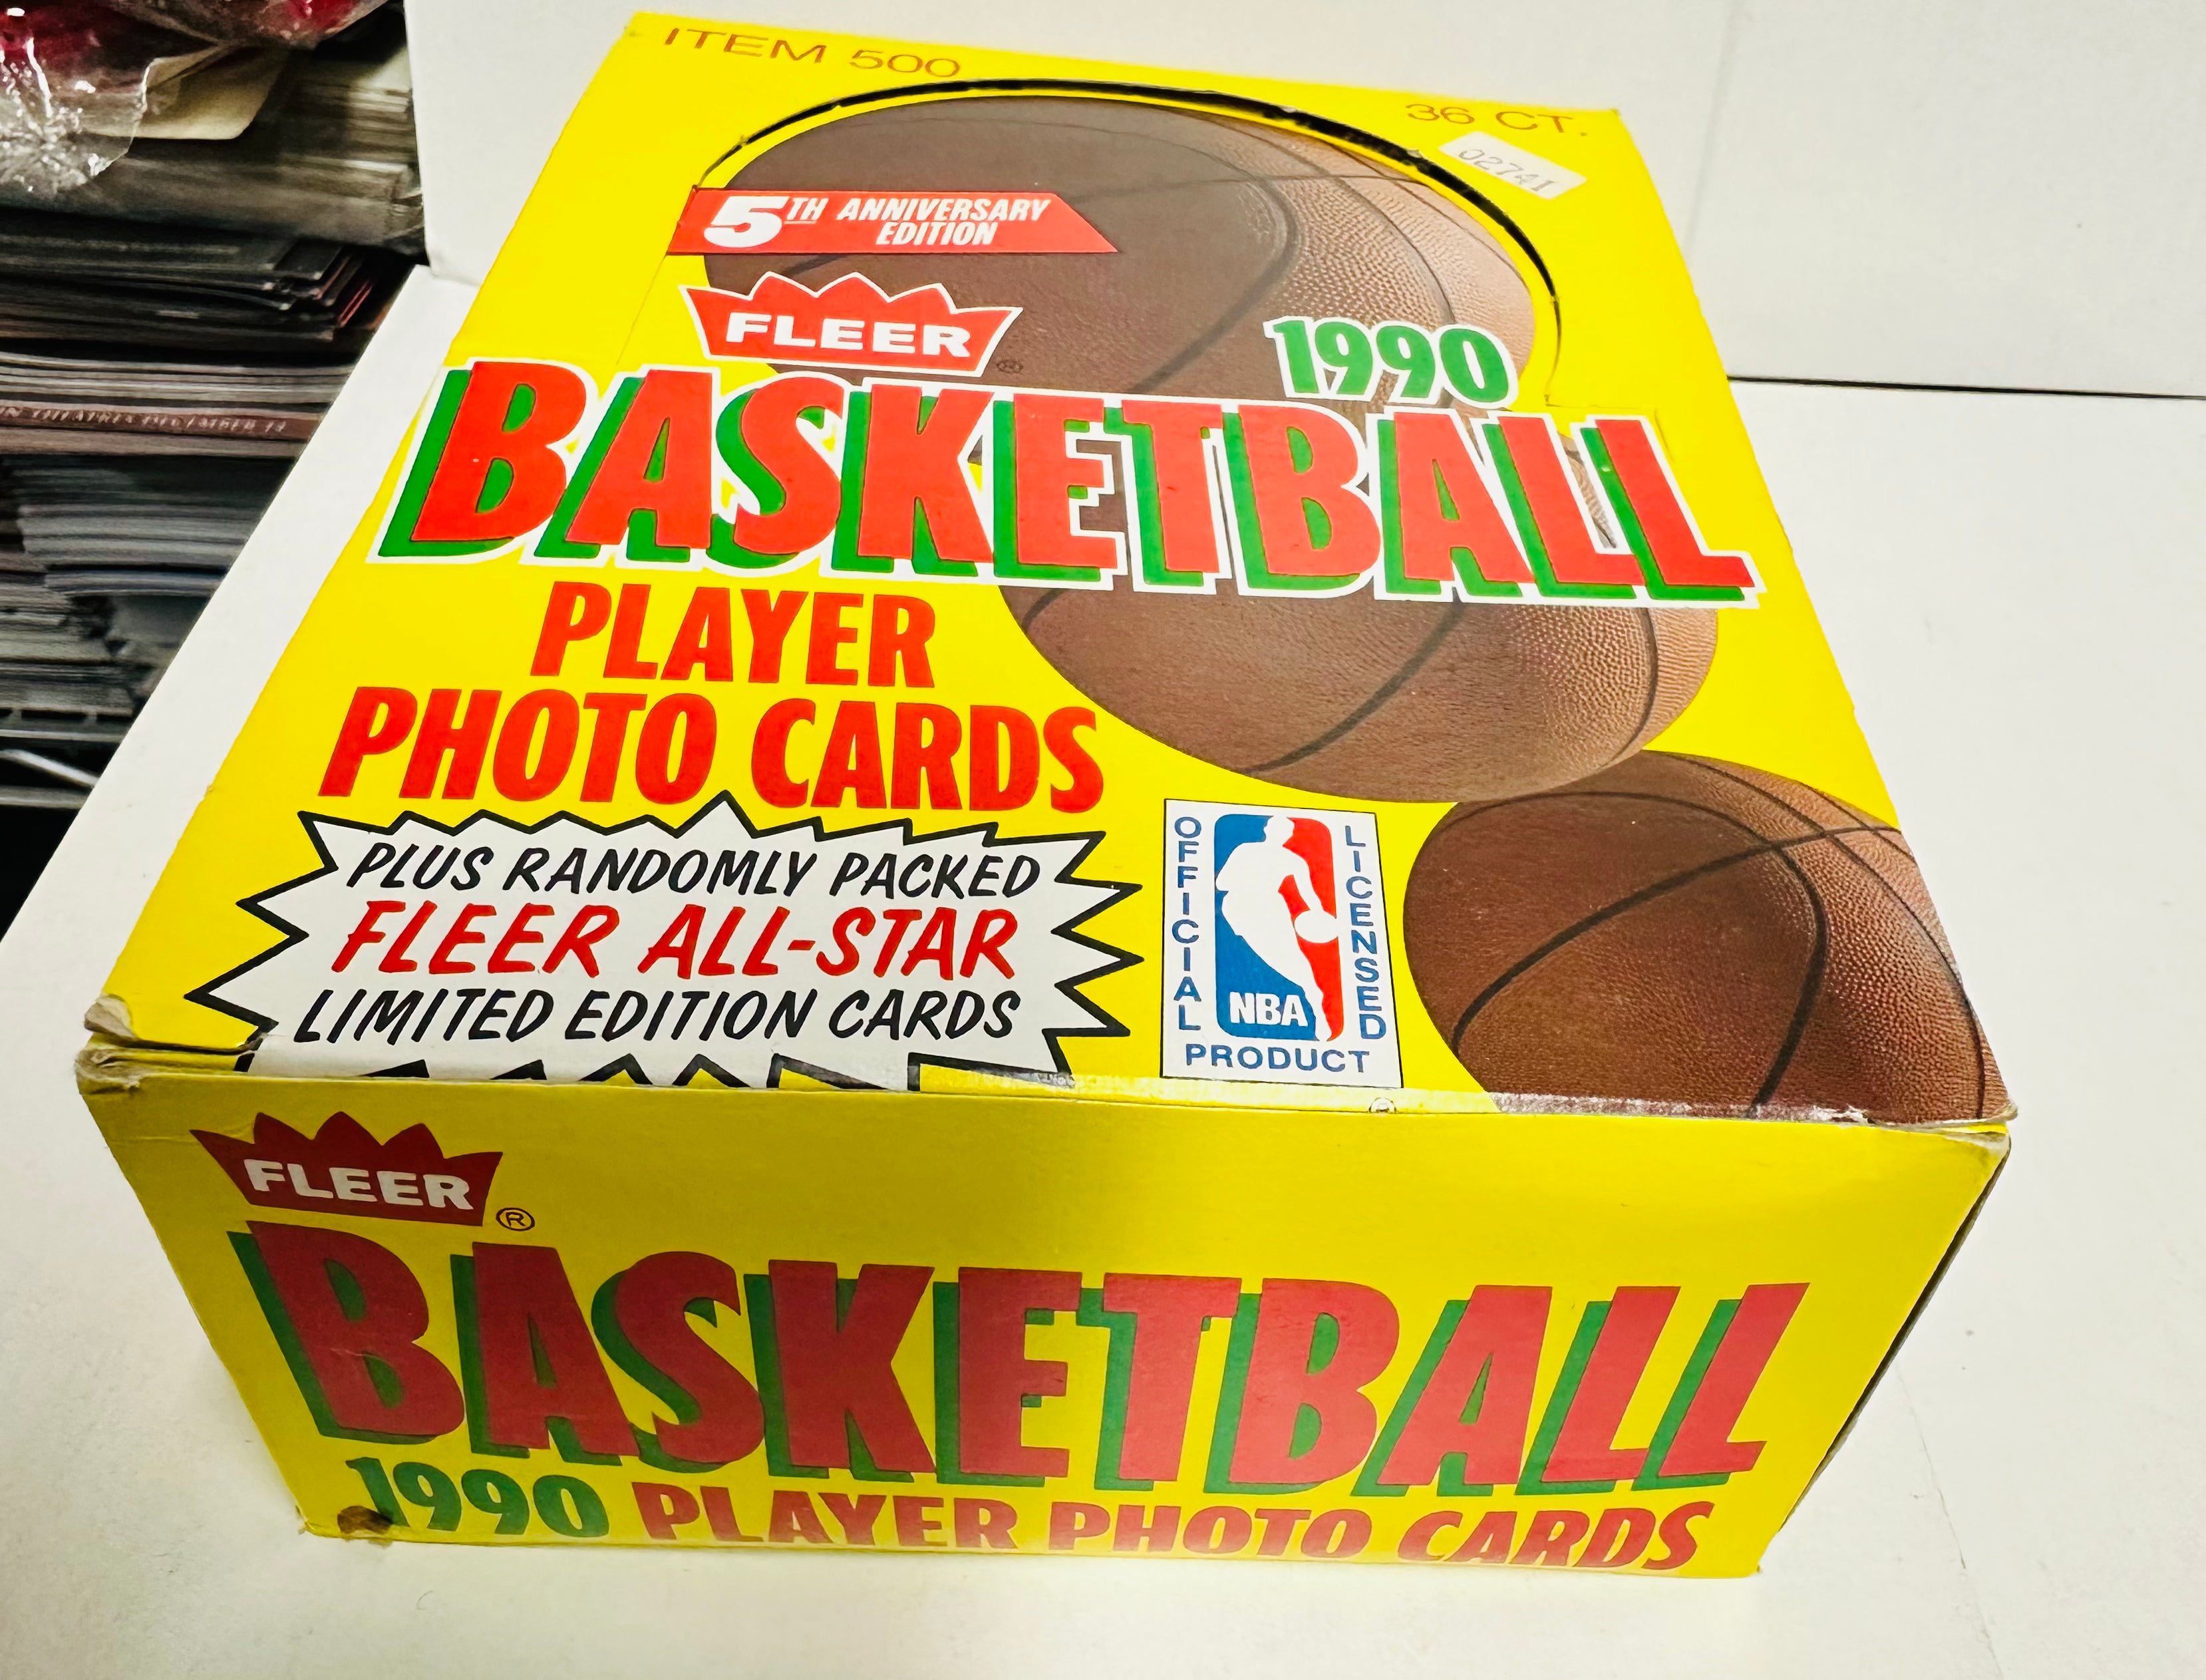 ITEM 500
36 CT.
02741
5TH ANNIVERSARY
EDITION
FLEER
®
1990
BASKETBALL
PLAYER
PHOTO CARDS
PLUS RANDOMLY PACKED
FLEER ALL-STAR
LIMITED EDITION CARDS
OFFICIAL
LICENSED
NBA
PRODUCT
®
FLEER
®
BASKETBALL
1990 PLAYER PHOTO CARDS